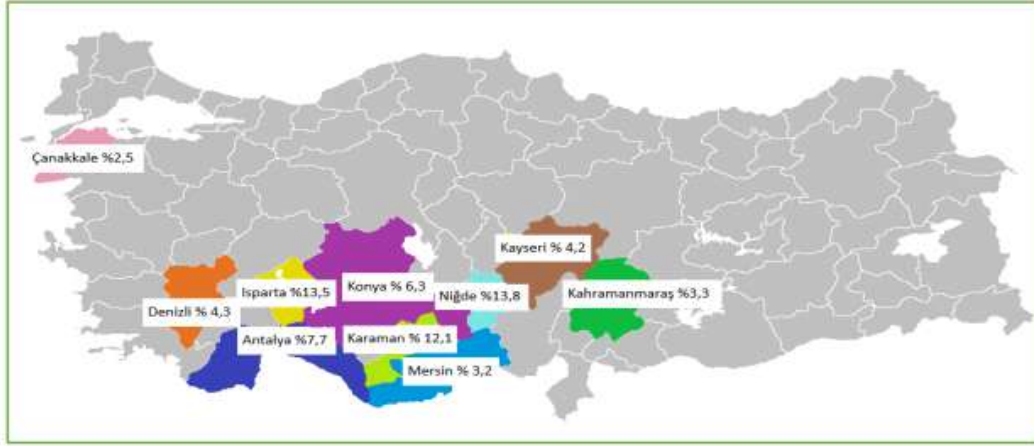 Çanakkale %2,5
Kayseri % 4,2
Isparta %13,5
Konya % 6,3
Niğde %13,8
Kahramanmaraş %3,3
Denizli % 4,3
Antalya %7,7
Karaman % 12,1
Mersin % 3,2